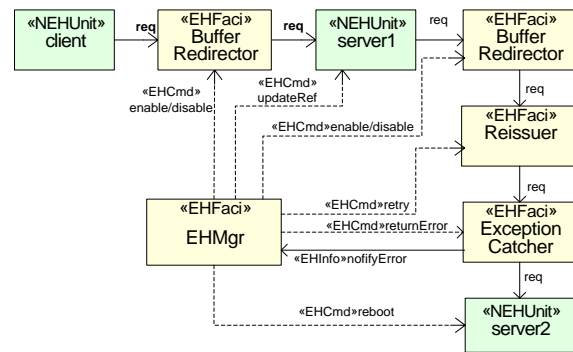 «NEHUnit»
client
req
«EHFaci»
Buffer
Redirector
req
«NEHUnit»
server1
req
«EHFaci»
Buffer
Redirector
«EHCmd»
enable/disable
«EHCmd»
updateRef
req
«EHCmd»enable/disable
«EHFaci»
Reissuer
«EHCmd»retry
req
«EHFaci»
EHMgr
«EHCmd»returnError
«EHInfo»nofifyError
«EHFaci»
Exception
Catcher
req
«EHCmd»reboot
«NEHUnit»
server2